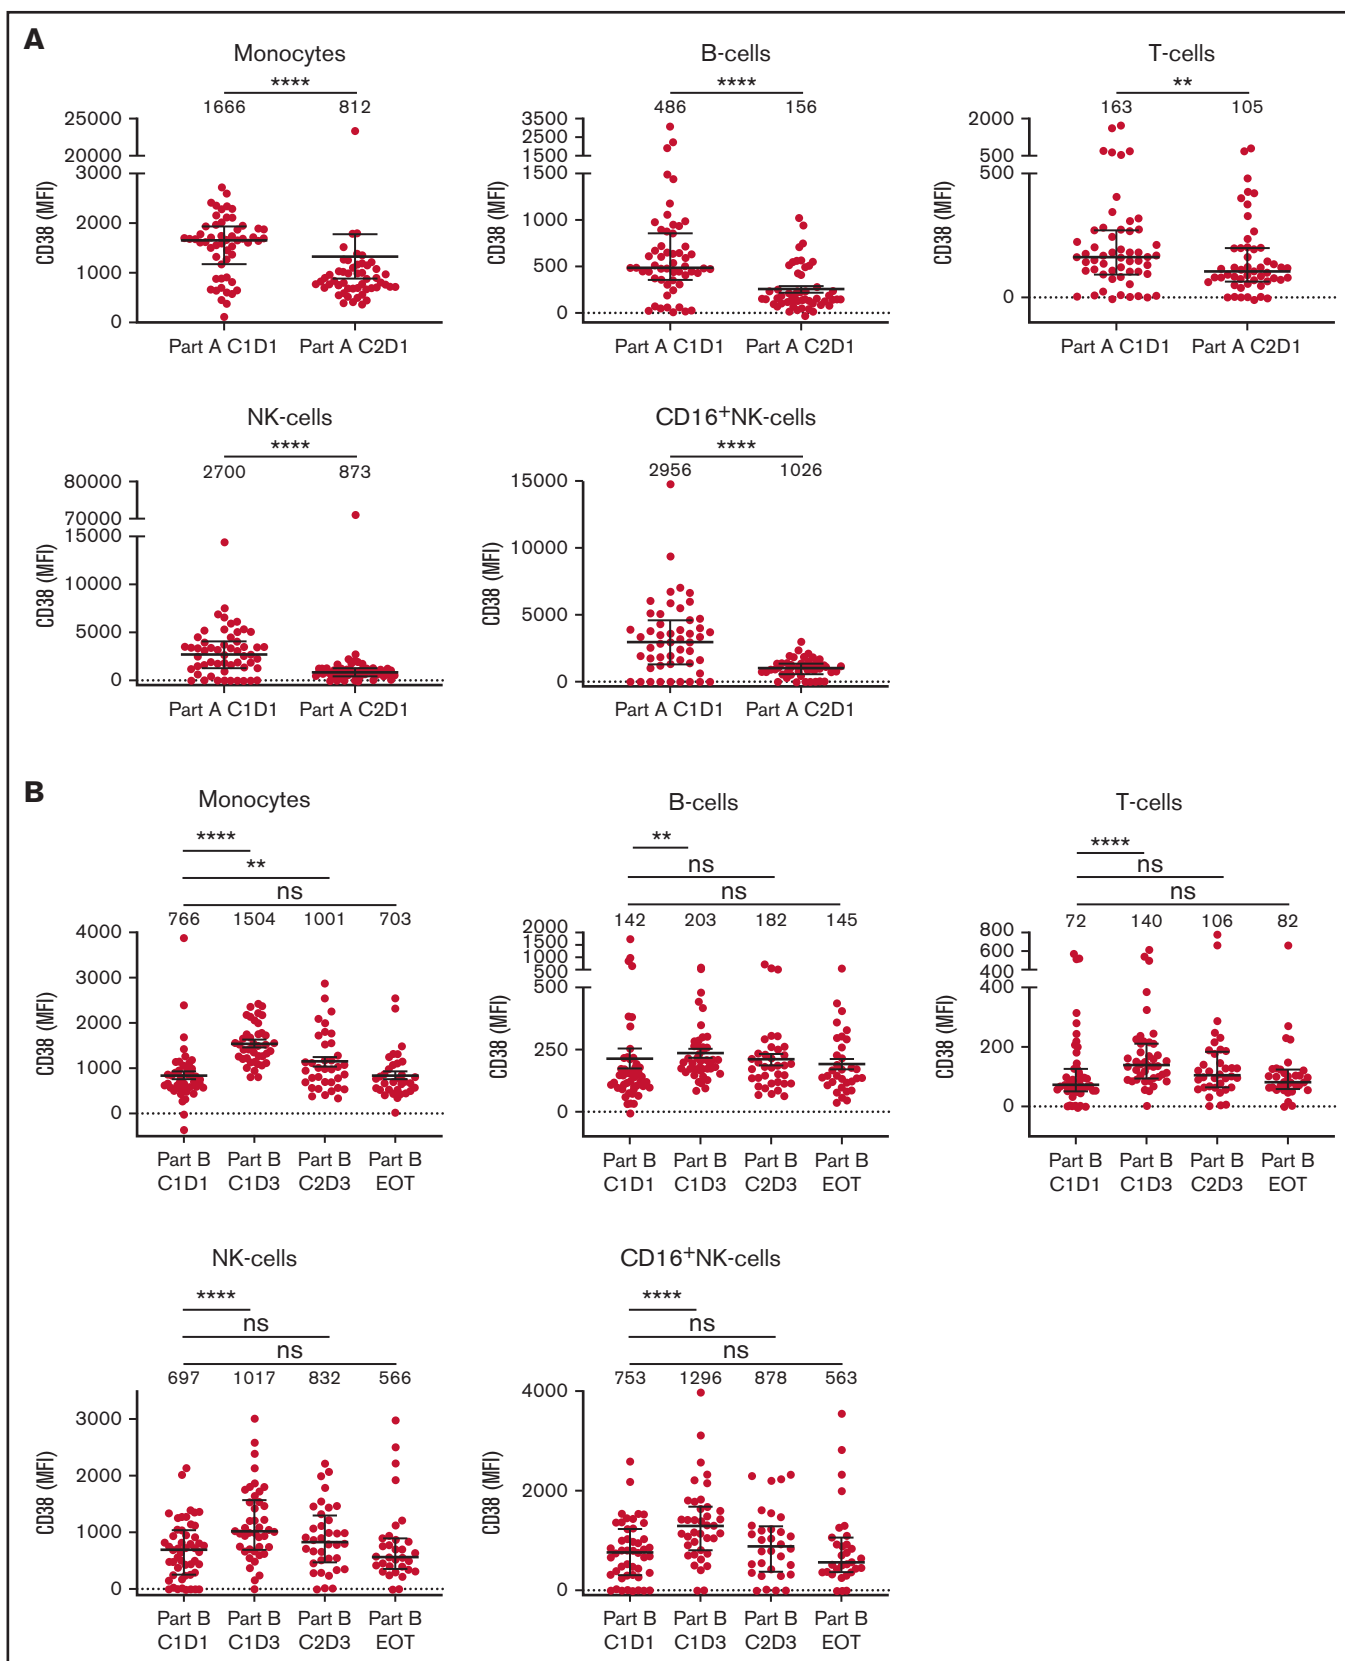 A
Monocytes
****
1666 812
25000
20000
3000
2000
1000
0
CD38 (MFI)
Part A C1D1 Part A C2D1
B-cells
****
486 156
3500
2500
1500
1500
1000
500
0
CD38 (MFI)
Part A C1D1 Part A C2D1
T-cells
**
163 105
2000
500
500
0
CD38 (MFI)
Part A C1D1 Part A C2D1
NK-cells
****
2700 873
80000
70000
15000
10000
5000
0
CD38 (MFI)
Part A C1D1 Part A C2D1
CD16+NK-cells
****
2956 1026
15000
10000
5000
0
CD38 (MFI)
Part A C1D1 Part A C2D1
B
Monocytes
****
**
ns
766 1504 1001 703
4000
3000
2000
1000
0
CD38 (MFI)
Part B Part B Part B Part B
C1D1 C1D3 C2D3 EOT
B-cells
**
ns
ns
142 203 182 145
2000
1500
1000
500
500
250
0
CD38 (MFI)
Part B Part B Part B Part B
C1D1 C1D3 C2D3 EOT
T-cells
****
ns
ns
72 140 106 82
800
600
400
400
200
0
CD38 (MFI)
Part B Part B Part B Part B
C1D1 C1D3 C2D3 EOT
NK-cells
****
ns
ns
697 1017 832 566
3000
2000
1000
0
CD38 (MFI)
Part B Part B Part B Part B
C1D1 C1D3 C2D3 EOT
CD16+NK-cells
****
ns
ns
753 1296 878 563
4000
2000
0
CD38 (MFI)
Part B Part B Part B Part B
C1D1 C1D3 C2D3 EOT